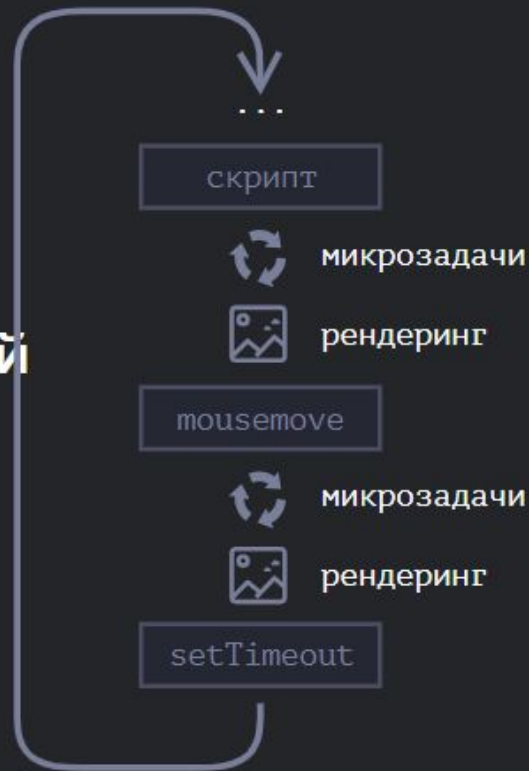 ...
скрипт
микрозадачи
рендеринг
й
mousemove
микрозадачи
рендеринг
setTimeout